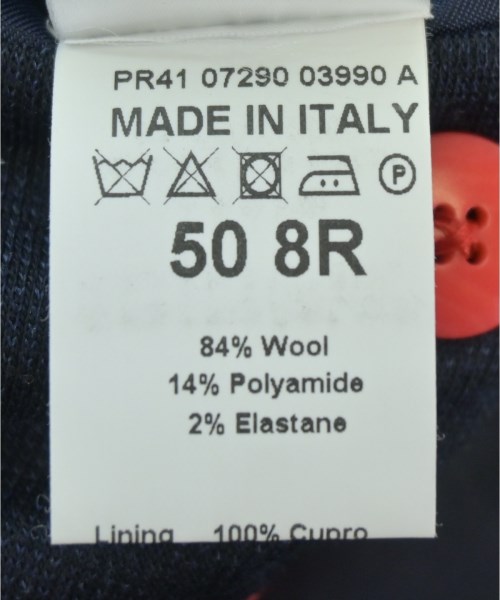 PR41 07290 03990 A
MADE IN ITALY
P
50 8R
84% Wool
14% Polyamide
2% Elastane
Lining 100% Cupro